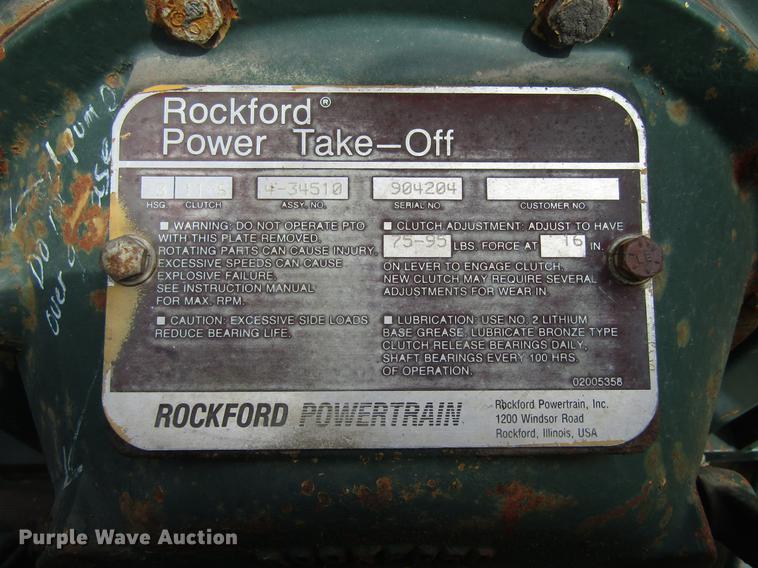 Rockford®
Power Take-Off
3 11.5 4-34510 904204
HSG. CLUTCH ASSY. NO. SERIAL NO. CUSTOMER NO.
■ WARNING: DO NOT OPERATE PTO
WITH THIS PLATE REMOVED.
ROTATING PARTS CAN CAUSE INJURY.
EXCESSIVE SPEEDS CAN CAUSE
EXPLOSIVE FAILURE.
SEE INSTRUCTION MANUAL
FOR MAX. RPM.
■ CAUTION: EXCESSIVE SIDE LOADS
REDUCE BEARING LIFE.
■ CLUTCH ADJUSTMENT: ADJUST TO HAVE
75-95 LBS. FORCE AT 16 IN.
ON LEVER TO ENGAGE CLUTCH.
NEW CLUTCH MAY REQUIRE SEVERAL
ADJUSTMENTS FOR WEAR IN.
■ LUBRICATION: USE NO. 2 LITHIUM
BASE GREASE. LUBRICATE BRONZE TYPE
CLUTCH RELEASE BEARINGS DAILY,
SHAFT BEARINGS EVERY 100 HRS.
OF OPERATION.
02005358
ROCKFORD POWERTRAIN
Rockford Powertrain, Inc.
1200 Windsor Road
Rockford, Illinois, USA
Do pump
over
Purple Wave Auction